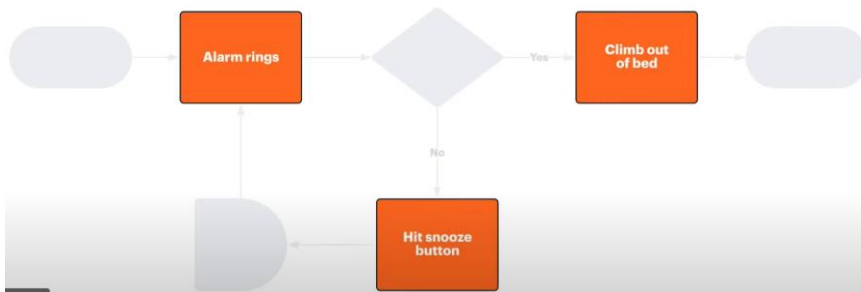 Alarm rings
Yes
Climb out
of bed
No
Hit snooze
button